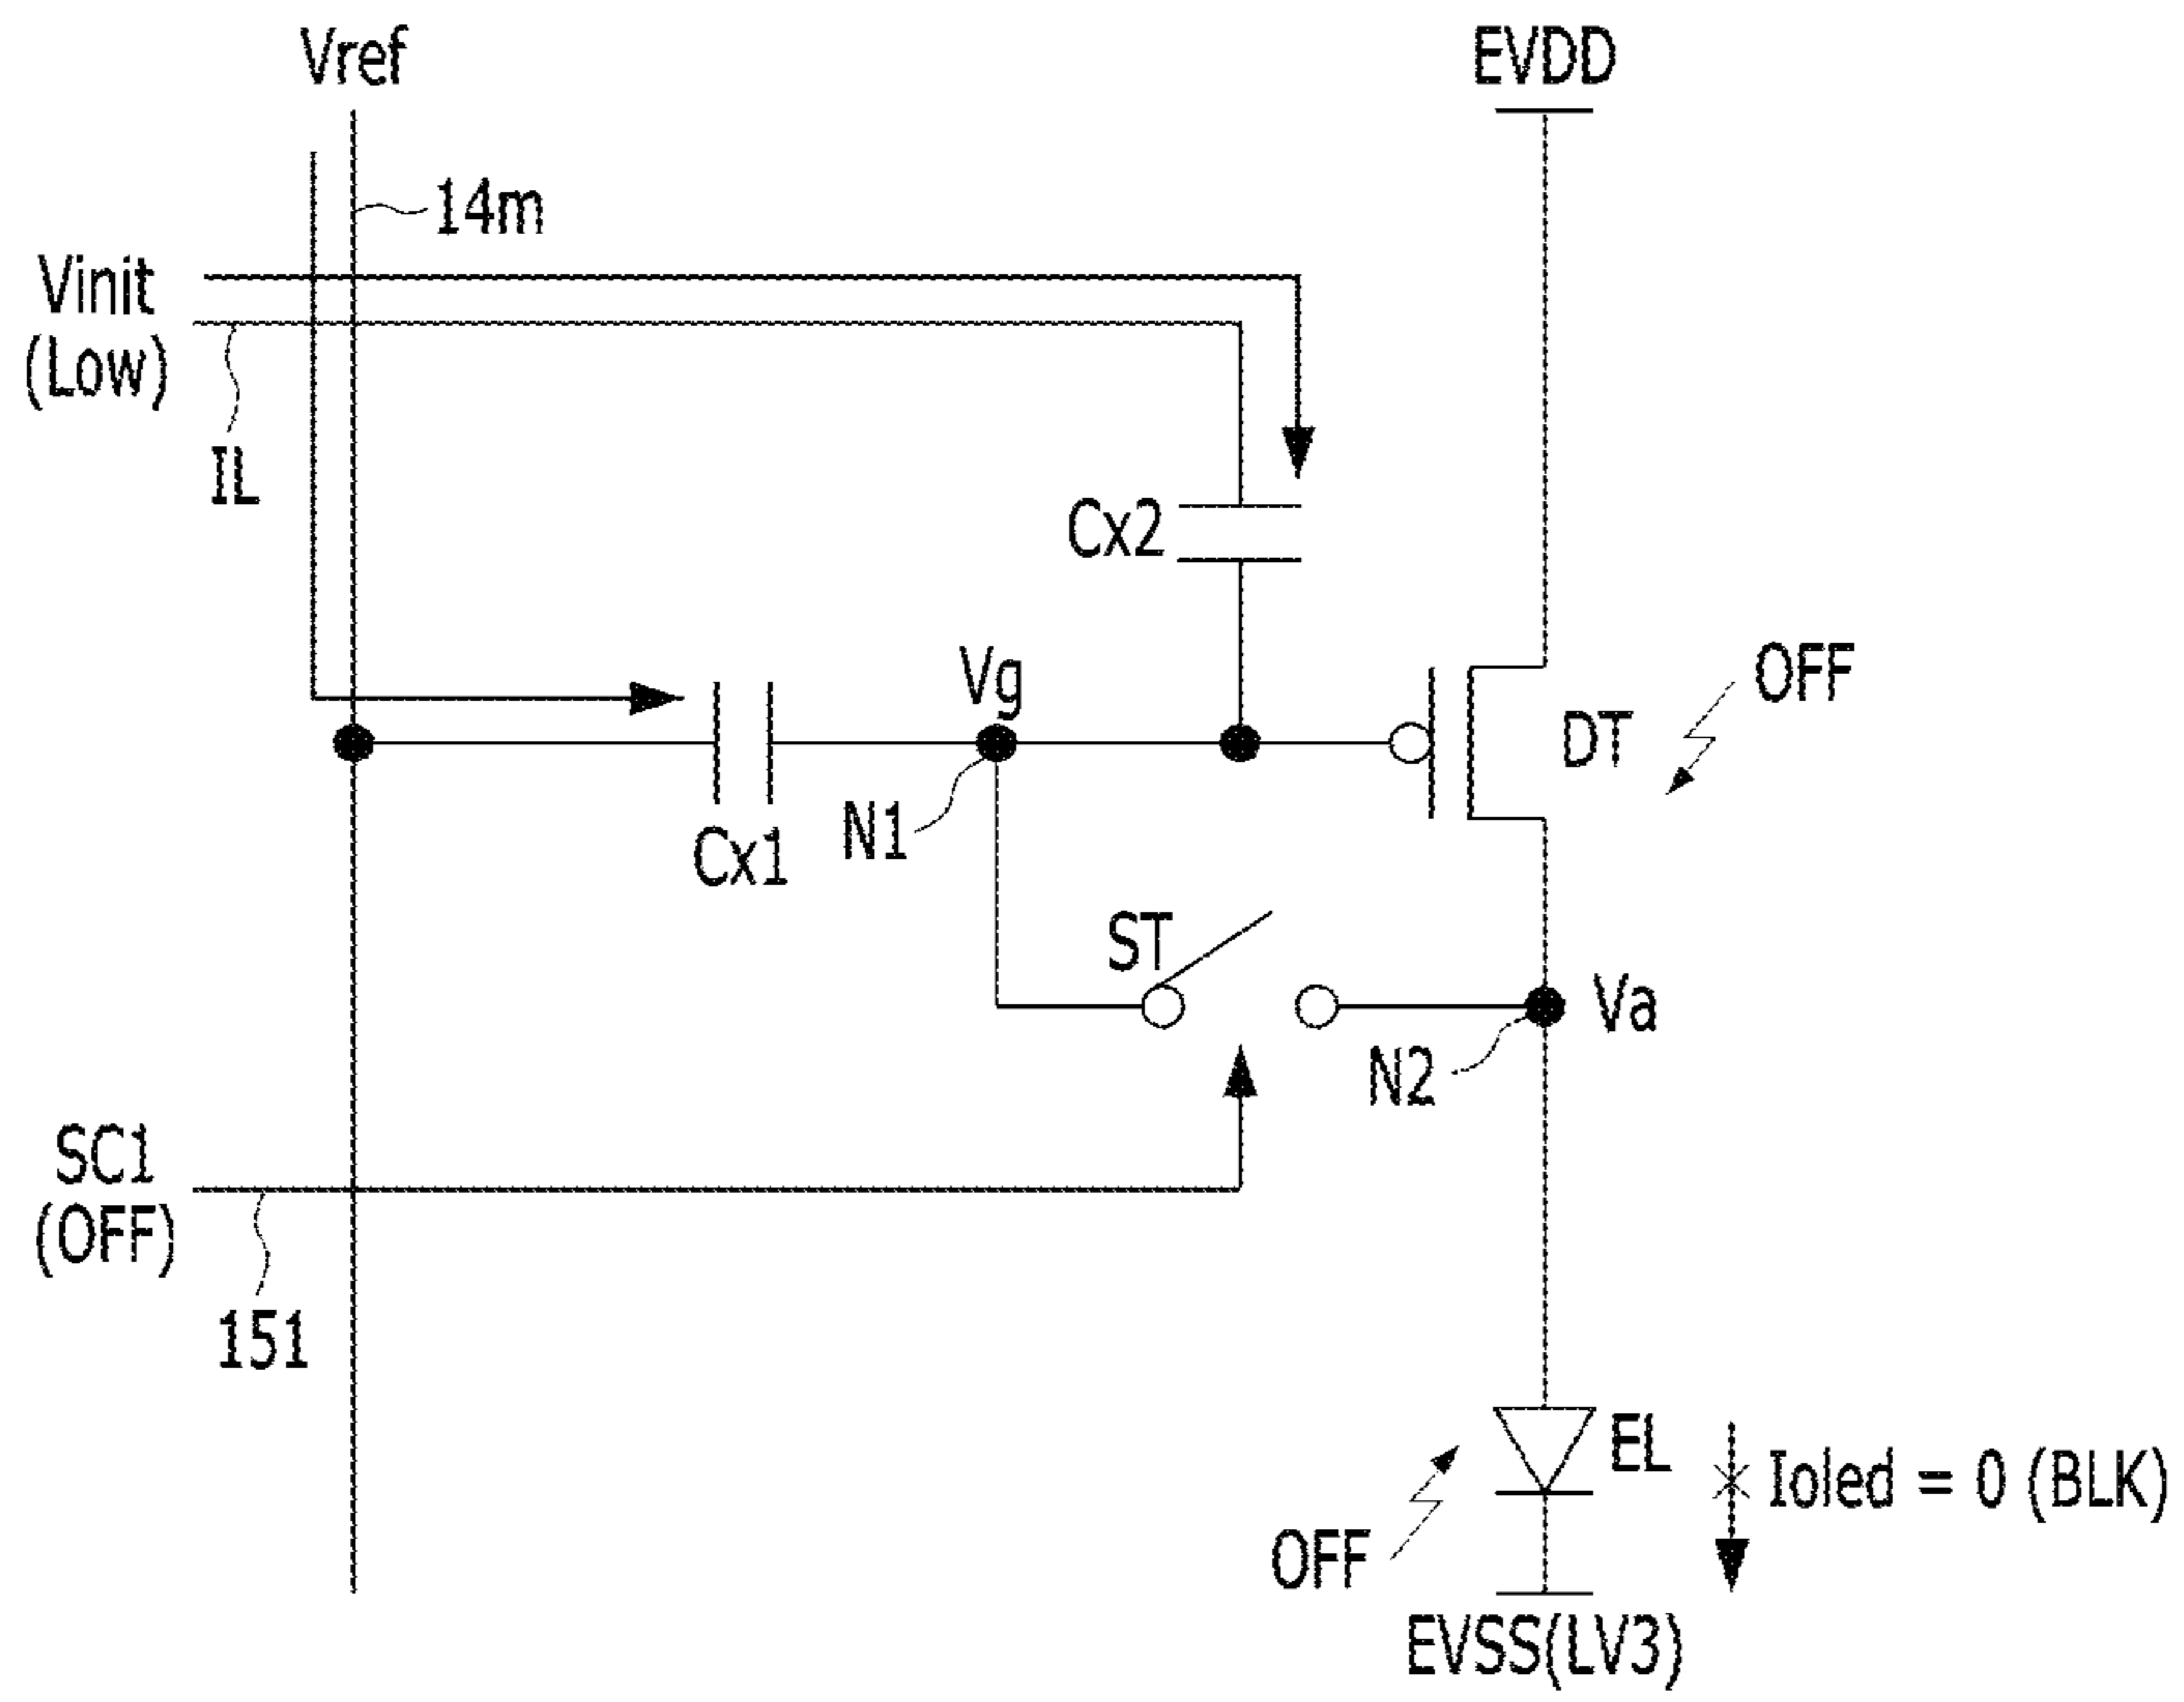 Vref
EVDD
14m
Vinit
(Low)
IL
Cx2
Vg
OFF
DT
N1
Cx1
ST
Va
N2
SC1
(OFF)
151
EL
Ioled = 0 (BLK)
OFF
EVSS(LV3)